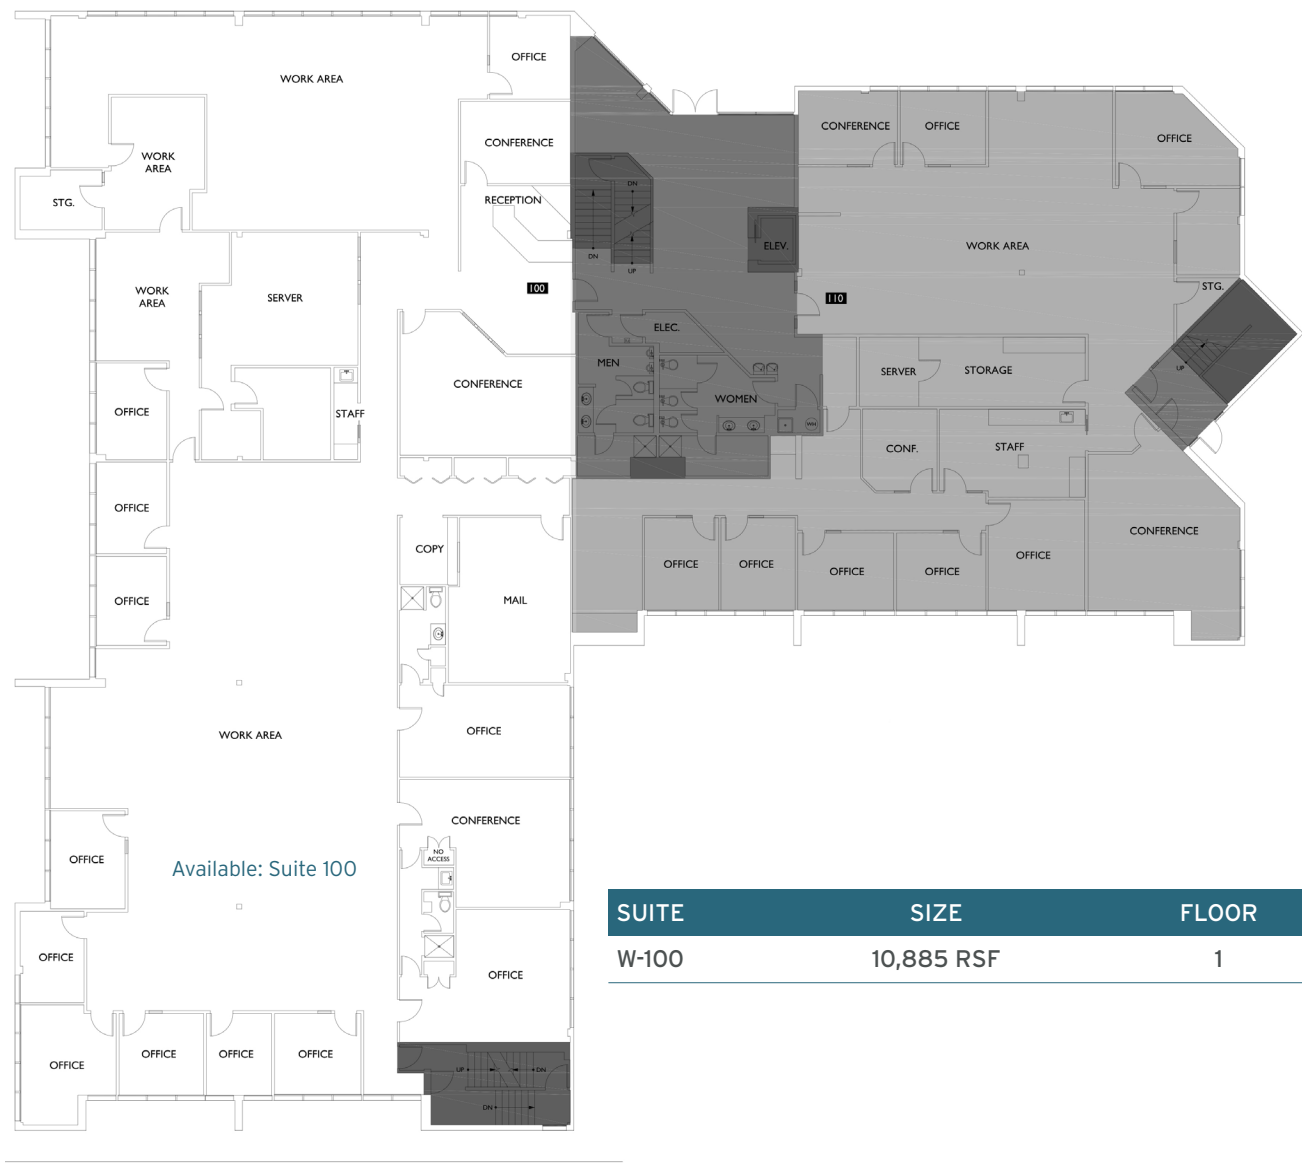 WORK AREA
OFFICE
CONFERENCE
WORK
AREA
STG.
RECEPTION
100
WORK
AREA
SERVER
CONFERENCE
OFFICE
STAFF
OFFICE
OFFICE
COPY
MAIL
WORK AREA
OFFICE
CONFERENCE
NO
ACCESS
OFFICE
Available: Suite 100
OFFICE
OFFICE
OFFICE
OFFICE
OFFICE
OFFICE
UP
DN
DN
DN
DN
UP
ELEV.
ELEC.
MEN
WOMEN
WH
CONFERENCE
OFFICE
OFFICE
WORK AREA
110
STG.
UP
SERVER
STORAGE
CONF.
STAFF
CONFERENCE
OFFICE
OFFICE
OFFICE
OFFICE
OFFICE
SUITE SIZE FLOOR
W-100 10,885 RSF 1